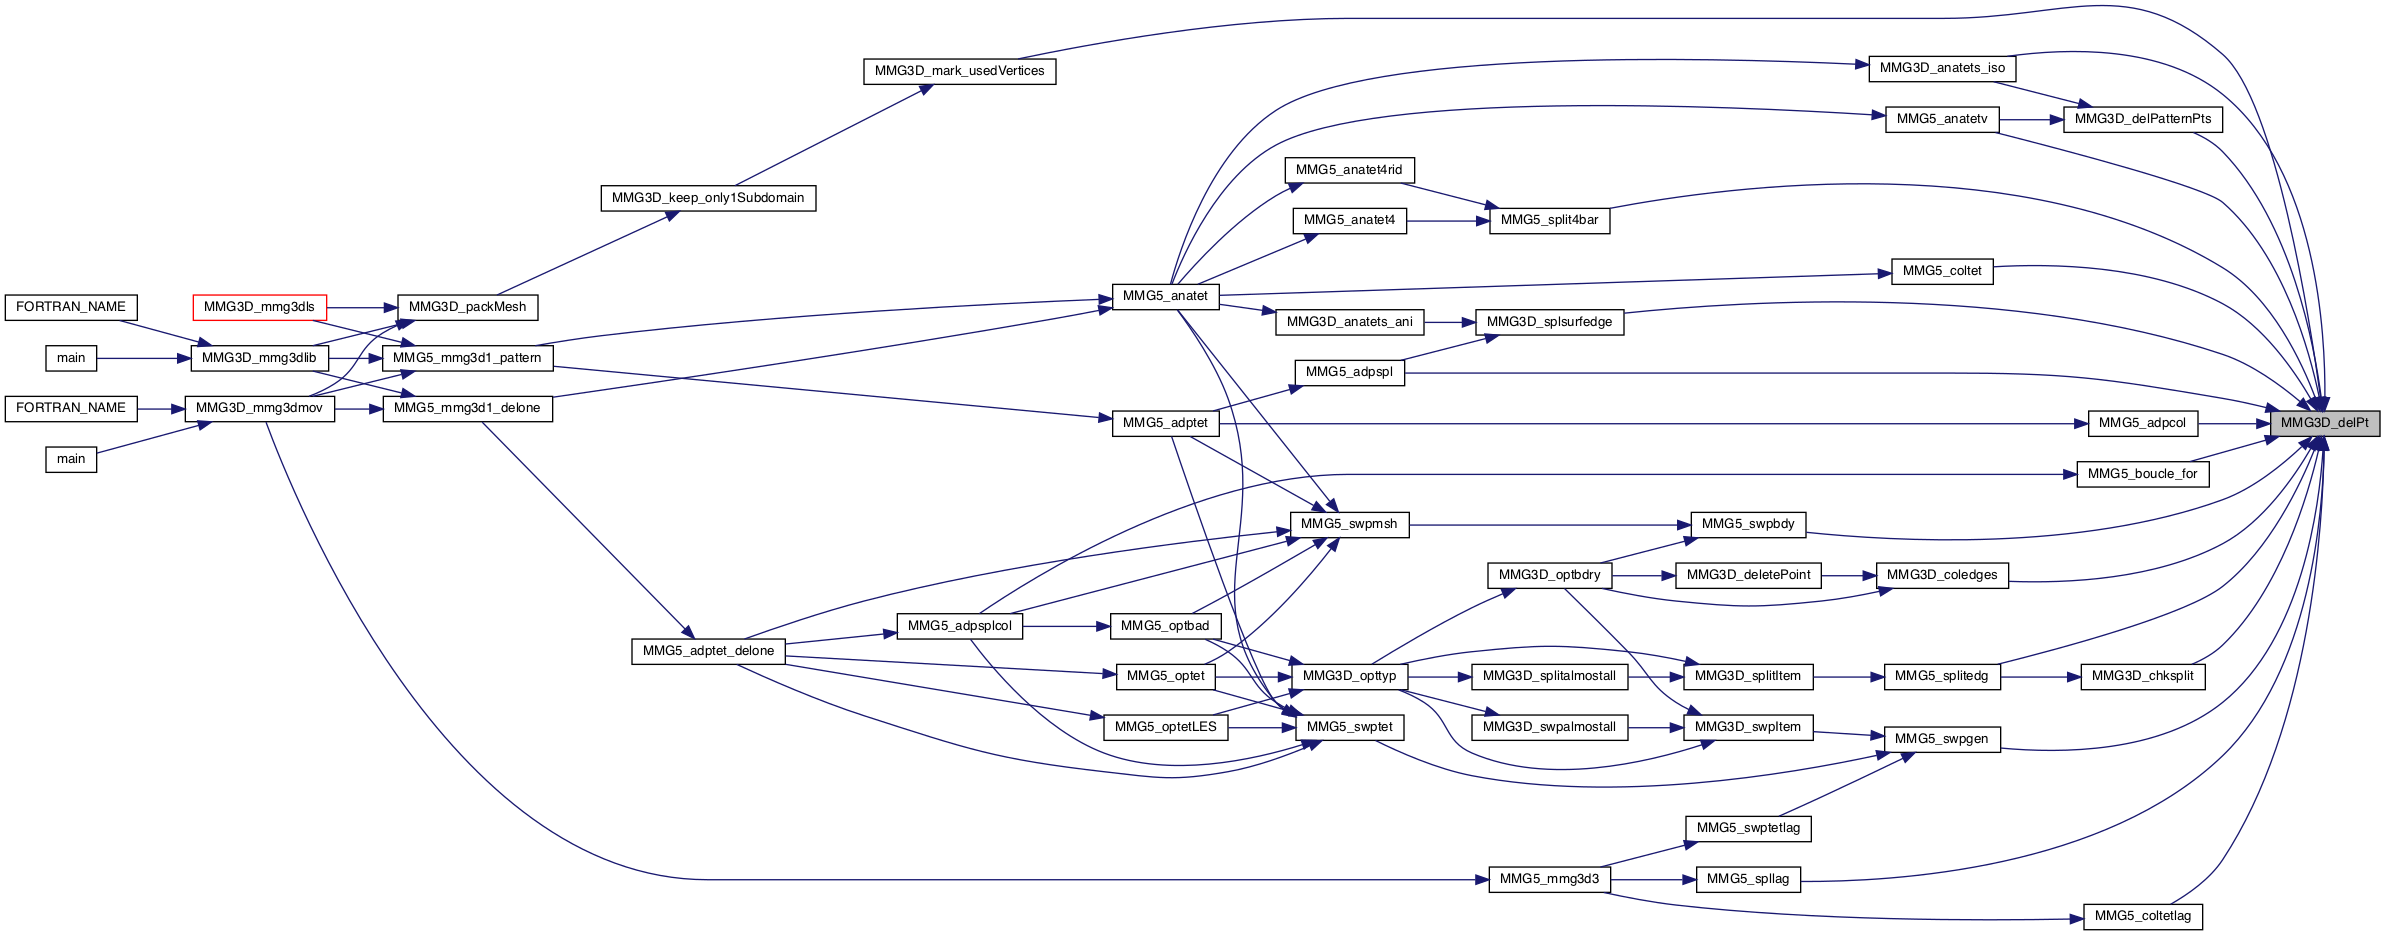 MMG3D_mark_usedVertices
MMG3D_anatets_iso
MMG5_anatetv
MMG3D_delPatternPts
MMG5_anatet4rid
MMG3D_keep_only1Subdomain
MMG5_anatet4
MMG5_split4bar
MMG5_coltet
MMG5_anatet
FORTRAN_NAME
MMG3D_mmg3dls
MMG3D_packMesh
MMG3D_anatets_ani
MMG3D_splsurfedge
main
MMG3D_mmg3dlib
MMG5_mmg3d1_pattern
MMG5_adpspl
FORTRAN_NAME
MMG3D_mmg3dmov
MMG5_mmg3d1_delone
MMG5_adptet
MMG5_adpcol
MMG3D_delPt
main
MMG5_boucle_for
MMG5_swpmsh
MMG5_swpbdy
MMG3D_optbdry
MMG3D_deletePoint
MMG3D_coledges
MMG5_adpsplcol
MMG5_optbad
MMG5_adptet_delone
MMG5_optet
MMG3D_opttyp
MMG3D_splitalmostall
MMG3D_splitItem
MMG5_splitedg
MMG3D_chksplit
MMG5_optetLES
MMG5_swptet
MMG3D_swpalmostall
MMG3D_swpItem
MMG5_swpgen
MMG5_swptetlag
MMG5_mmg3d3
MMG5_spllag
MMG5_coltetlag